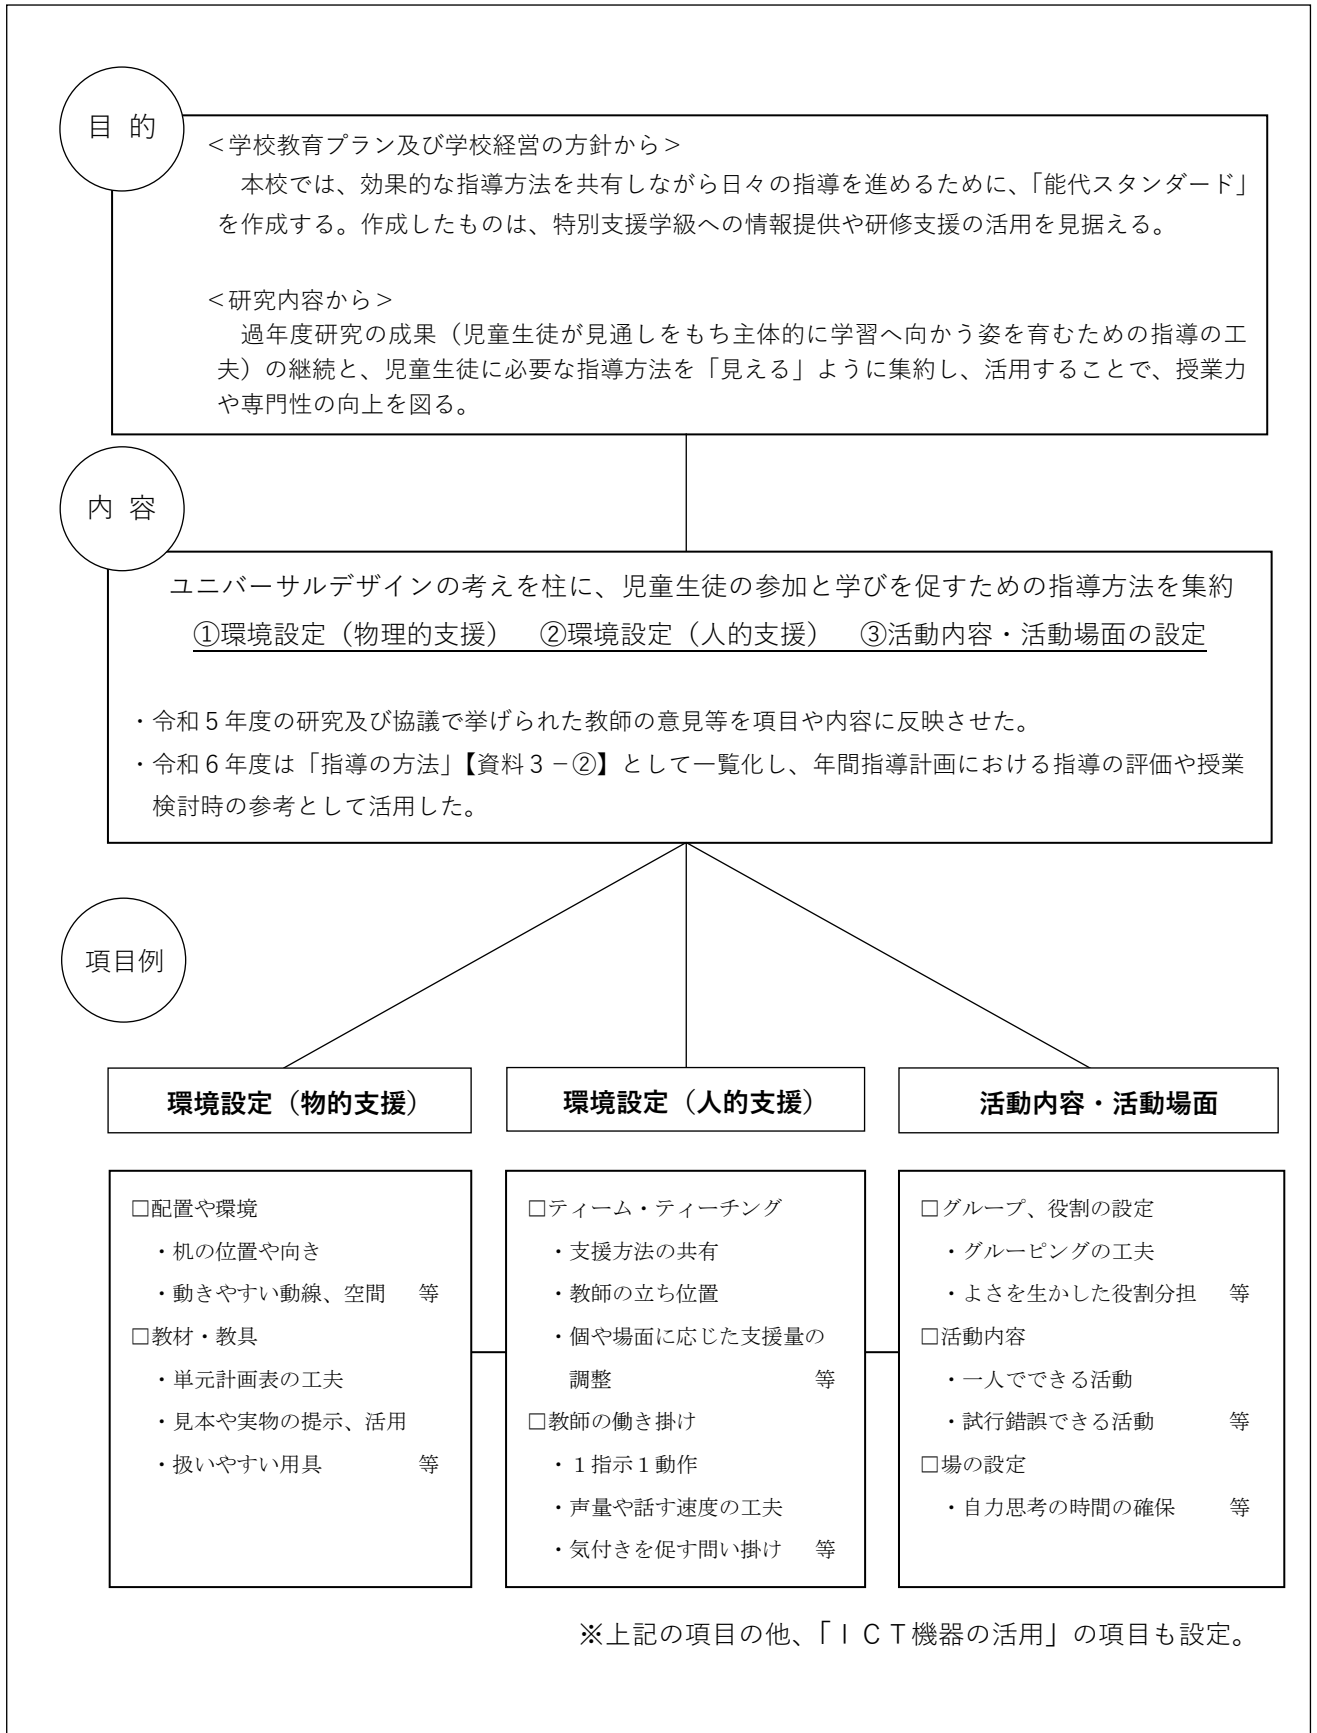 目 的
＜学校教育プラン及び学校経営の方針から＞
本校では、効果的な指導方法を共有しながら日々の指導を進めるために、「能代スタンダード」
を作成する。作成したものは、特別支援学級への情報提供や研修支援の活用を見据える。
＜研究内容から＞
過年度研究の成果（児童生徒が見通しをもち主体的に学習へ向かう姿を育むための指導の工
夫）の継続と、児童生徒に必要な指導方法を「見える」ように集約し、活用することで、授業力
や専門性の向上を図る。
内 容
ユニバーサルデザインの考えを柱に、児童生徒の参加と学びを促すための指導方法を集約
①環境設定（物理的支援）　②環境設定（人的支援）　③活動内容・活動場面の設定
・令和５年度の研究及び協議で挙げられた教師の意見等を項目や内容に反映させた。
・令和６年度は「指導の方法」【資料３－②】として一覧化し、年間指導計画における指導の評価や授業
検討時の参考として活用した。
項目例
環境設定（物的支援）
□配置や環境
・机の位置や向き
・動きやすい動線、空間　等
□教材・教具
・単元計画表の工夫
・見本や実物の提示、活用
・扱いやすい用具　等
環境設定（人的支援）
□ティーム・ティーチング
・支援方法の共有
・教師の立ち位置
・個や場面に応じた支援量の
調整　等
□教師の働き掛け
・１指示１動作
・声量や話す速度の工夫
・気付きを促す問い掛け　等
活動内容・活動場面
□グループ、役割の設定
・グルーピングの工夫
・よさを生かした役割分担　等
□活動内容
・一人でできる活動
・試行錯誤できる活動　等
□場の設定
・自力思考の時間の確保　等
※上記の項目の他、「ＩＣＴ機器の活用」の項目も設定。